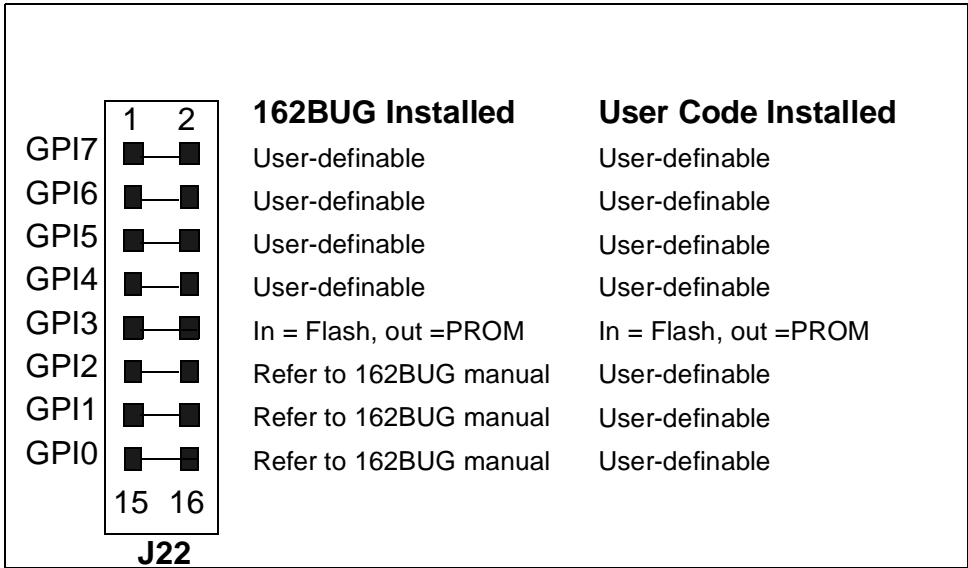 1 2 162BUG Installed User Code Installed
GPI7 User-definable User-definable
GPI6 User-definable User-definable
GPI5 User-definable User-definable
GPI4 User-definable User-definable
GPI3 In = Flash, out =PROM In = Flash, out =PROM
GPI2 Refer to 162BUG manual User-definable
GPI1 Refer to 162BUG manual User-definable
GPI0 Refer to 162BUG manual User-definable
15 16
J22